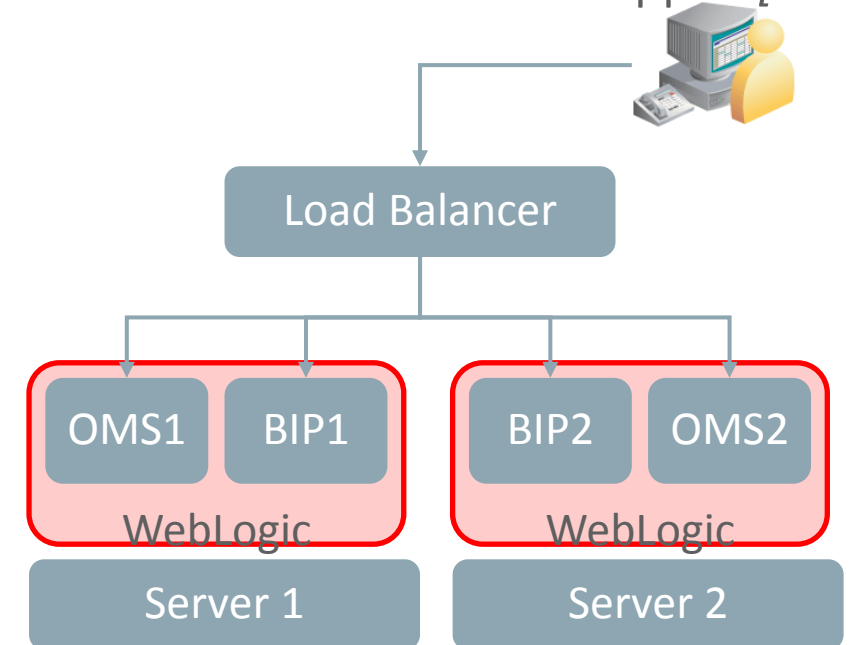 Load Balancer
OMS1 BIP1 BIP2 OMS2
WebLogic WebLogic
Server 1 Server 2